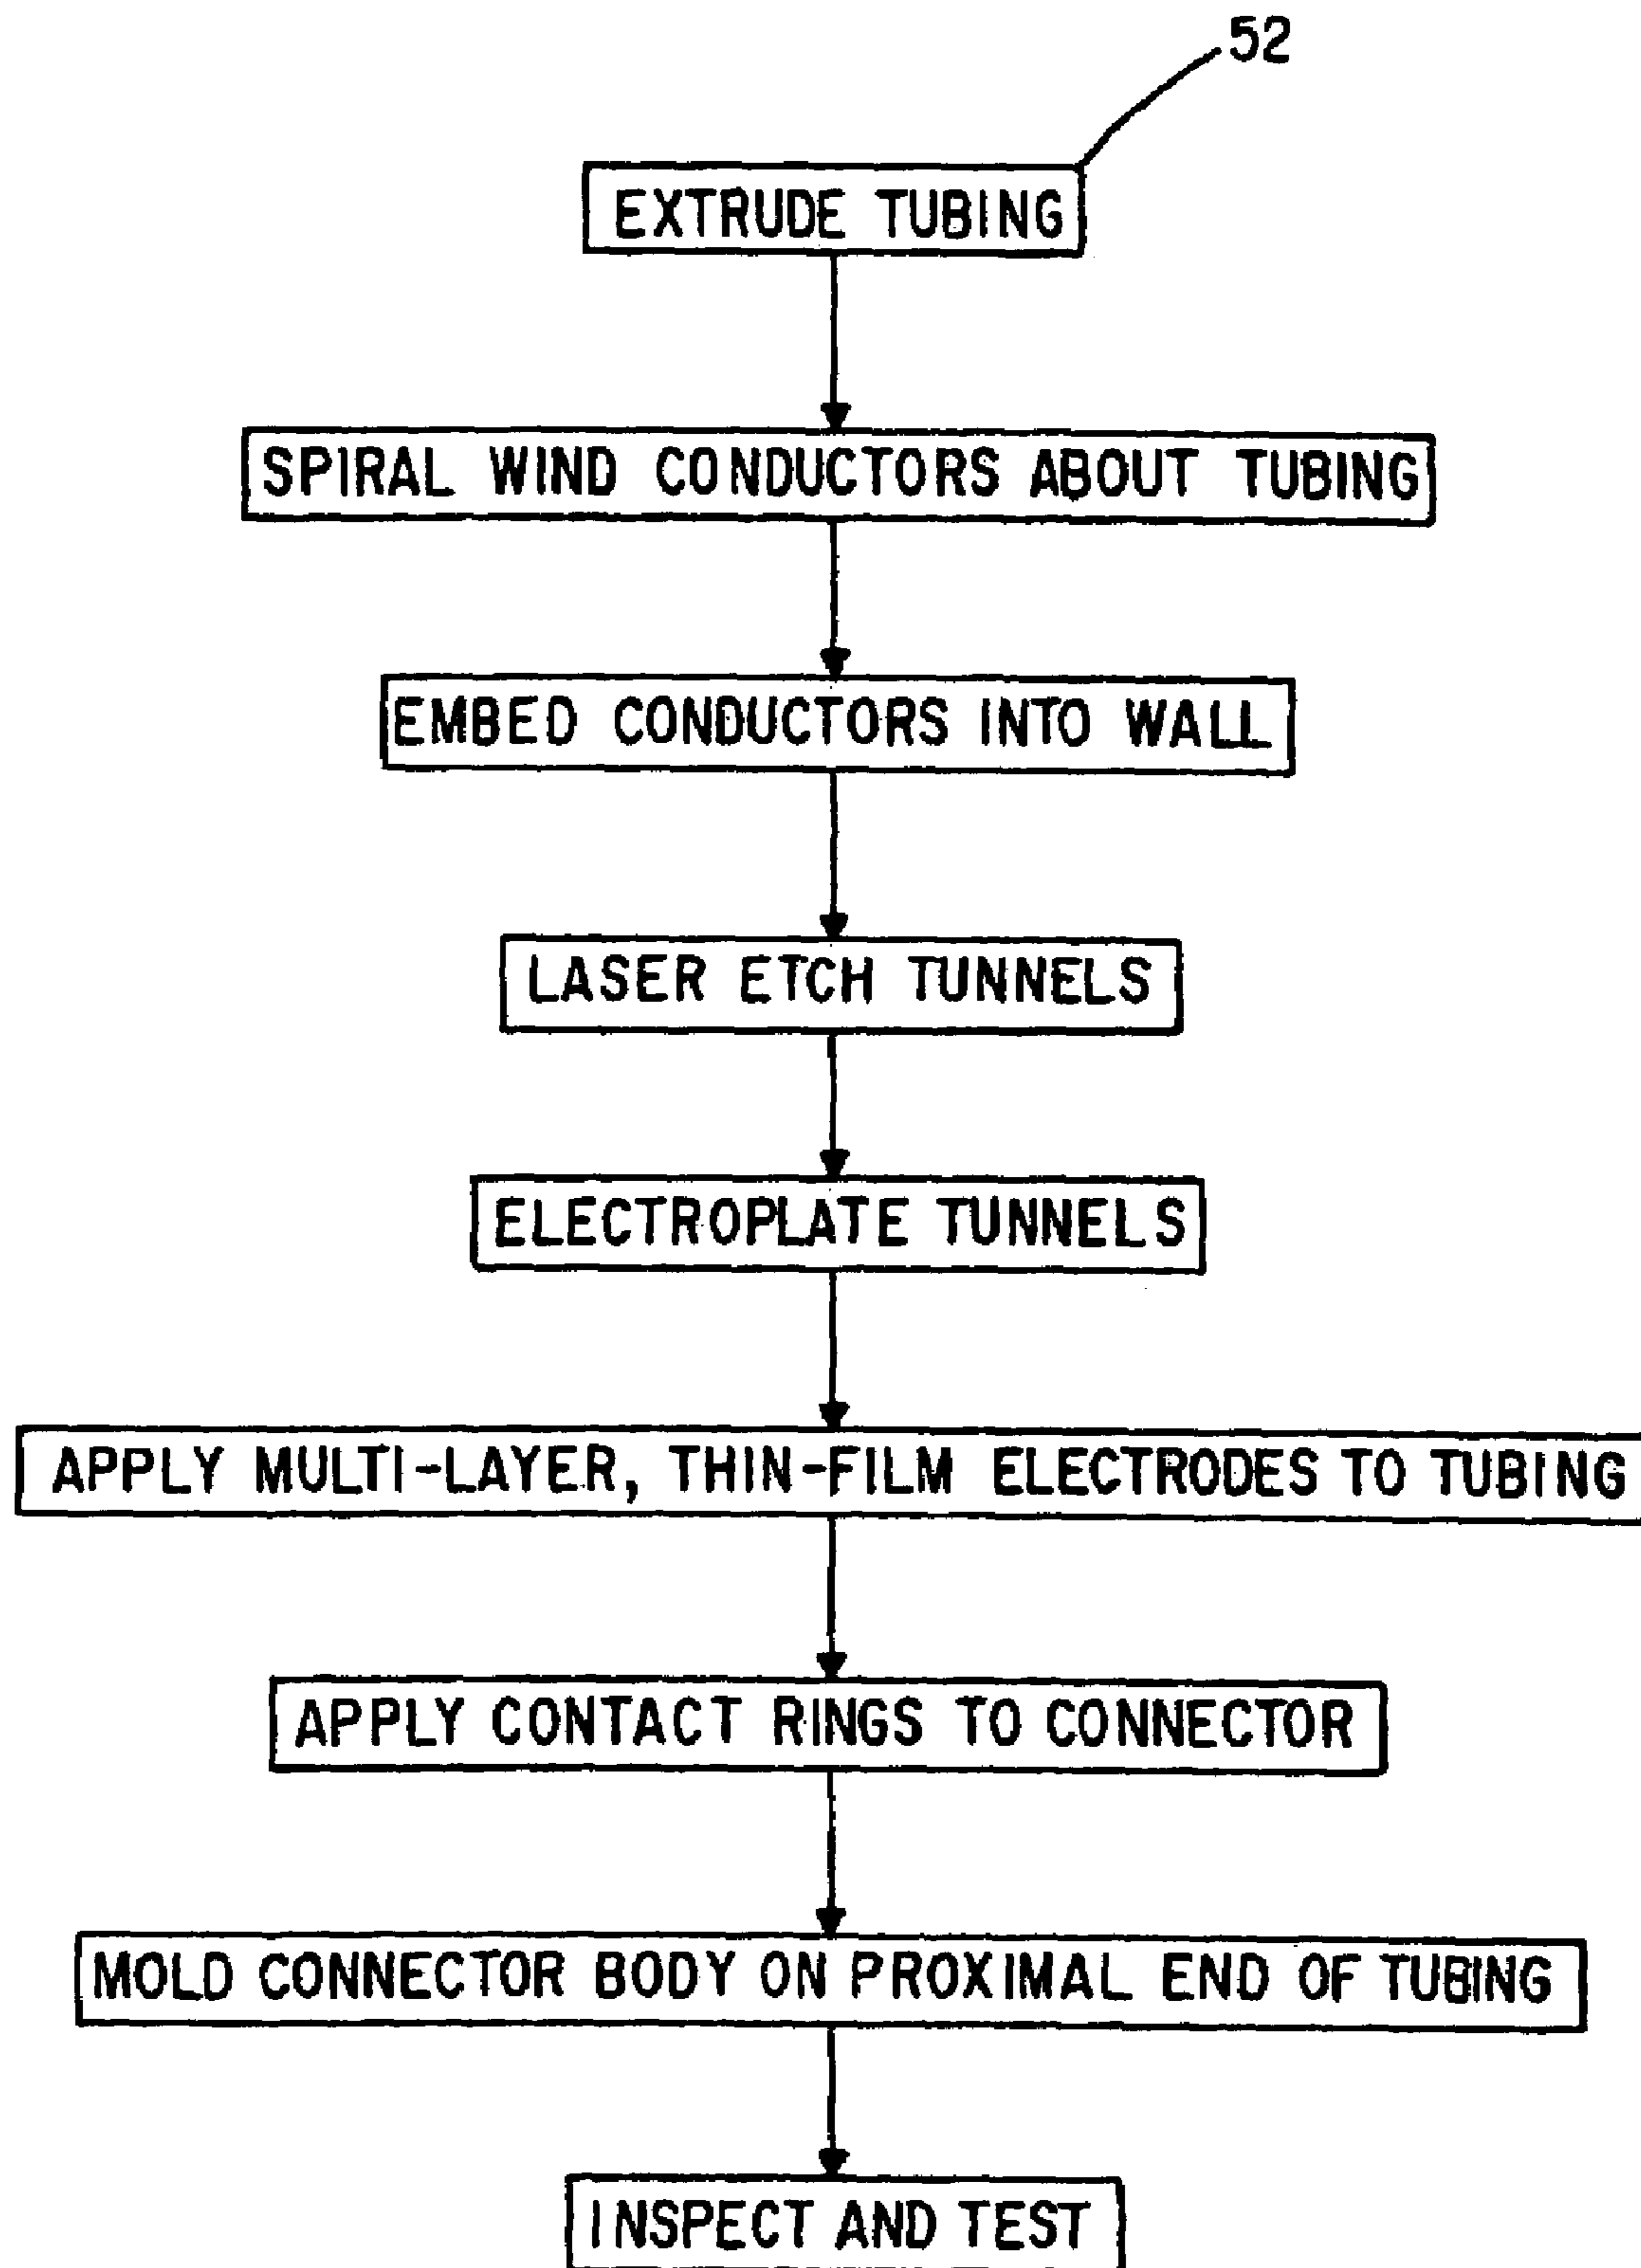 52
EXTRUDE TUBING
SPIRAL WIND CONDUCTORS ABOUT TUBING
EMBED CONDUCTORS INTO WALL
LASER ETCH TUNNELS
ELECTROPLATE TUNNELS
APPLY MULTI-LAYER, THIN-FILM ELECTRODES TO TUBING
APPLY CONTACT RINGS TO CONNECTOR
MOLD CONNECTOR BODY ON PROXIMAL END OF TUBING
INSPECT AND TEST